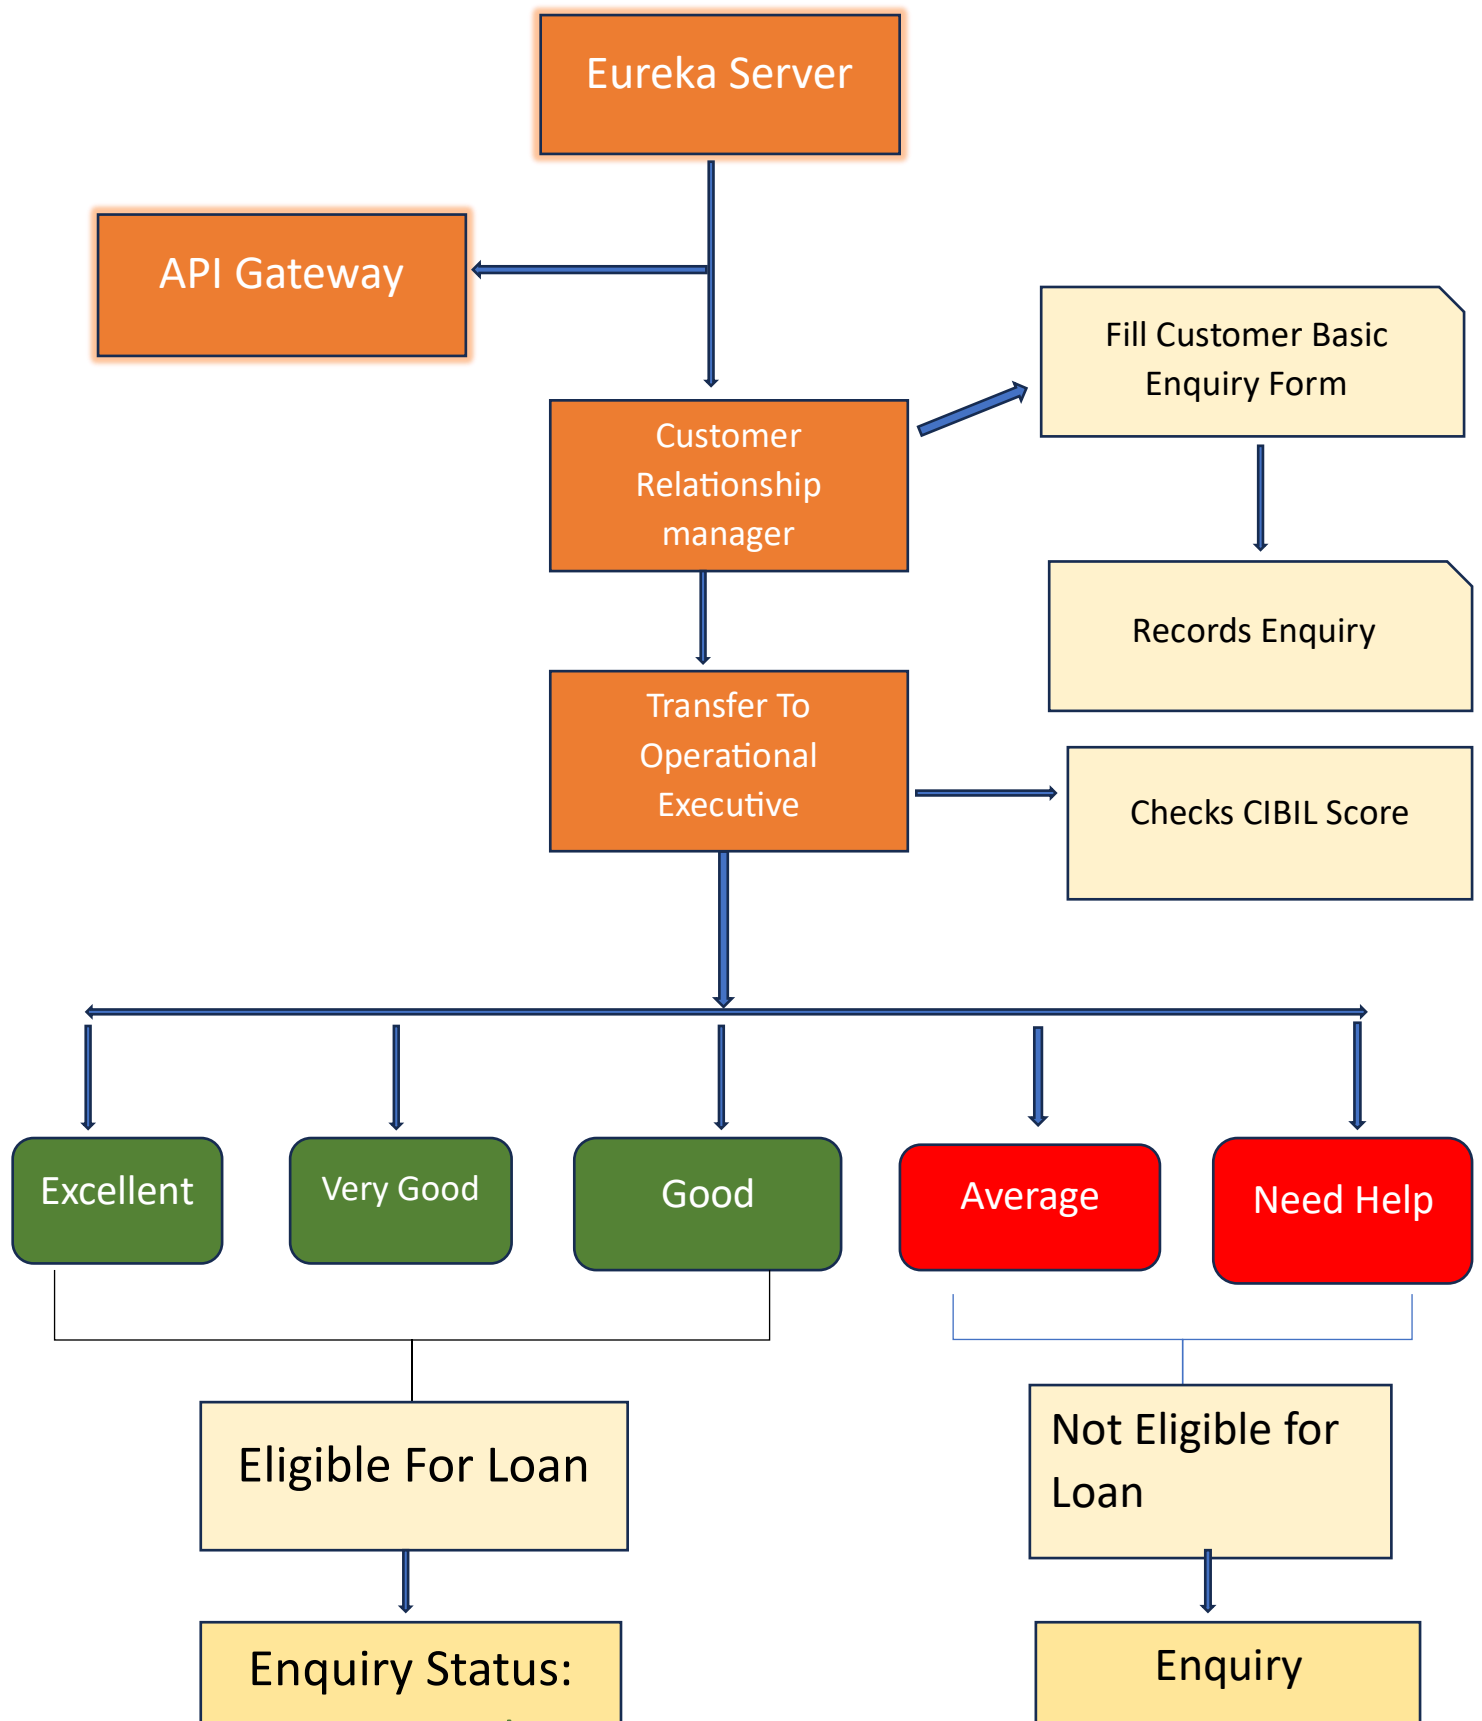 Eureka Server
API Gateway
Fill Customer Basic
Enquiry Form
Customer
Relationship
manager
Records Enquiry
Transfer To
Operational
Executive
Checks CIBIL Score
Excellent
Very Good
Good
Average
Need Help
Eligible For Loan
Not Eligible for
Loan
Enquiry Status:
Enquiry